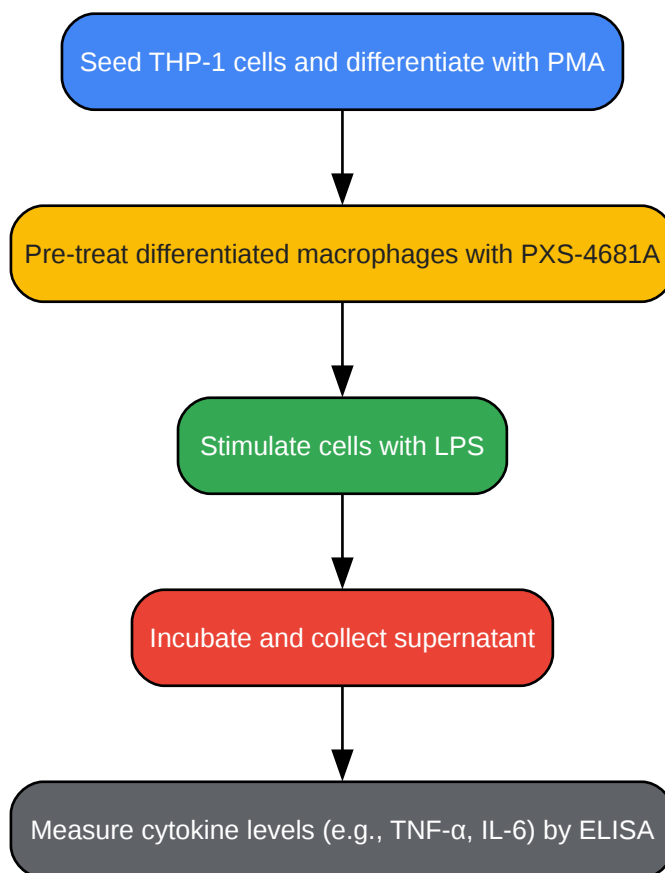 Seed THP-1 cells and differentiate with PMA
Pre-treat differentiated macrophages with PXS-4681A
Stimulate cells with LPS
Incubate and collect supernatant
Measure cytokine levels (e.g., TNF-α, IL-6) by ELISA